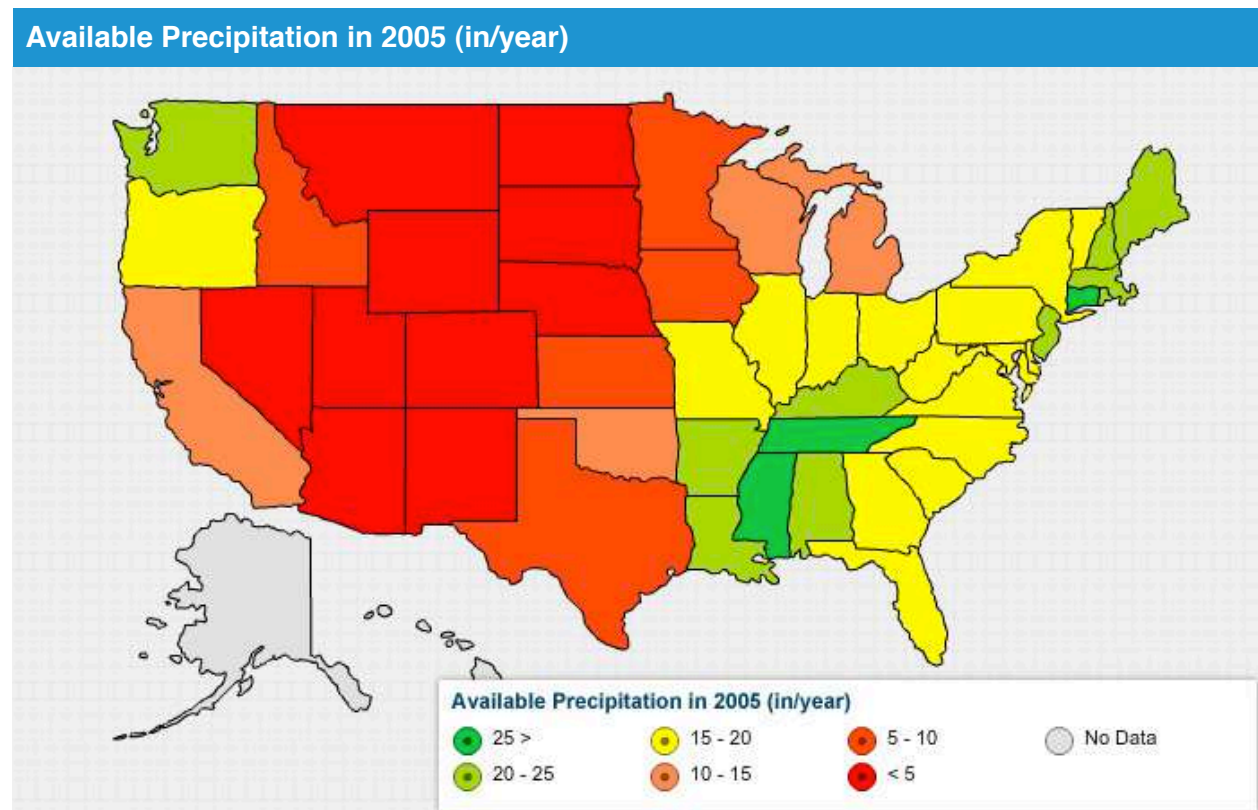 Available Precipitation in 2005 (in/year)
Available Precipitation in 2005 (in/year)
25 > 15 - 20 5 - 10 No Data
20 - 25 10 - 15 < 5